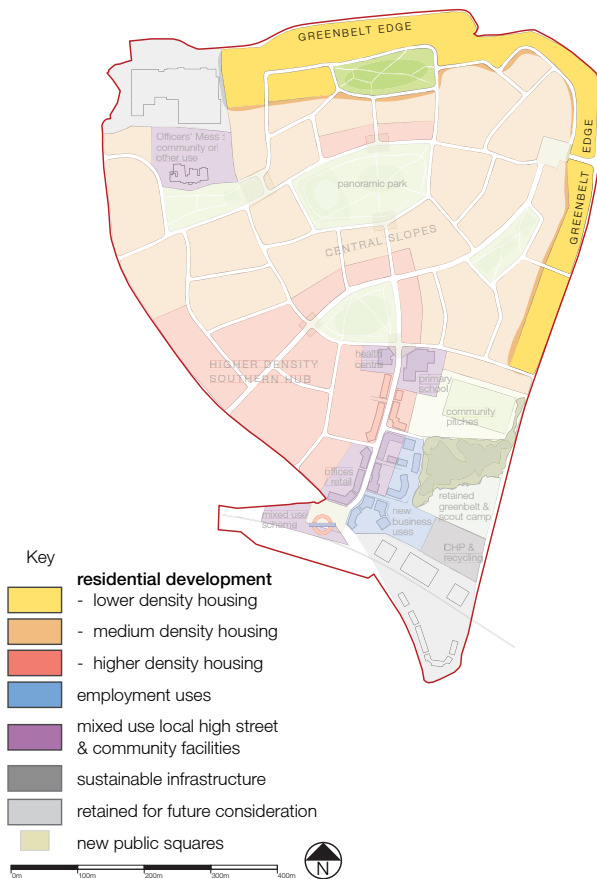 GREENBELT EDGE
GREENBELT EDGE
Officers' Mess :
community or
other use
panoramic park
CENTRAL SLOPES
HIGHER DENSITY
SOUTHERN HUB
health
centre
primary
school
community
pitches
offices
retail
retained
greenbelt &
scout camp
mixed use
scheme
new
business
uses
CHP &
recycling
Key
residential development
- lower density housing
- medium density housing
- higher density housing
employment uses
mixed use local high street
& community facilities
sustainable infrastructure
retained for future consideration
new public squares
0m 100m 200m 300m 400m
N